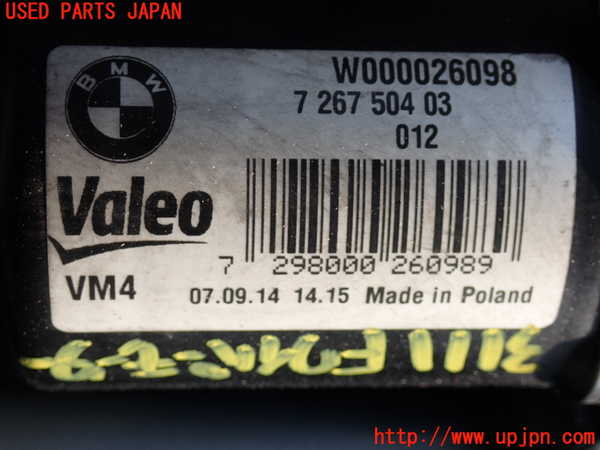 USED PARTS JAPAN
BMW
W000026098
7 267 504 03
012
Valeo
7 298000 260989
VM4
07.09.14 14.15 Made in Poland
http://www.upjpn.com